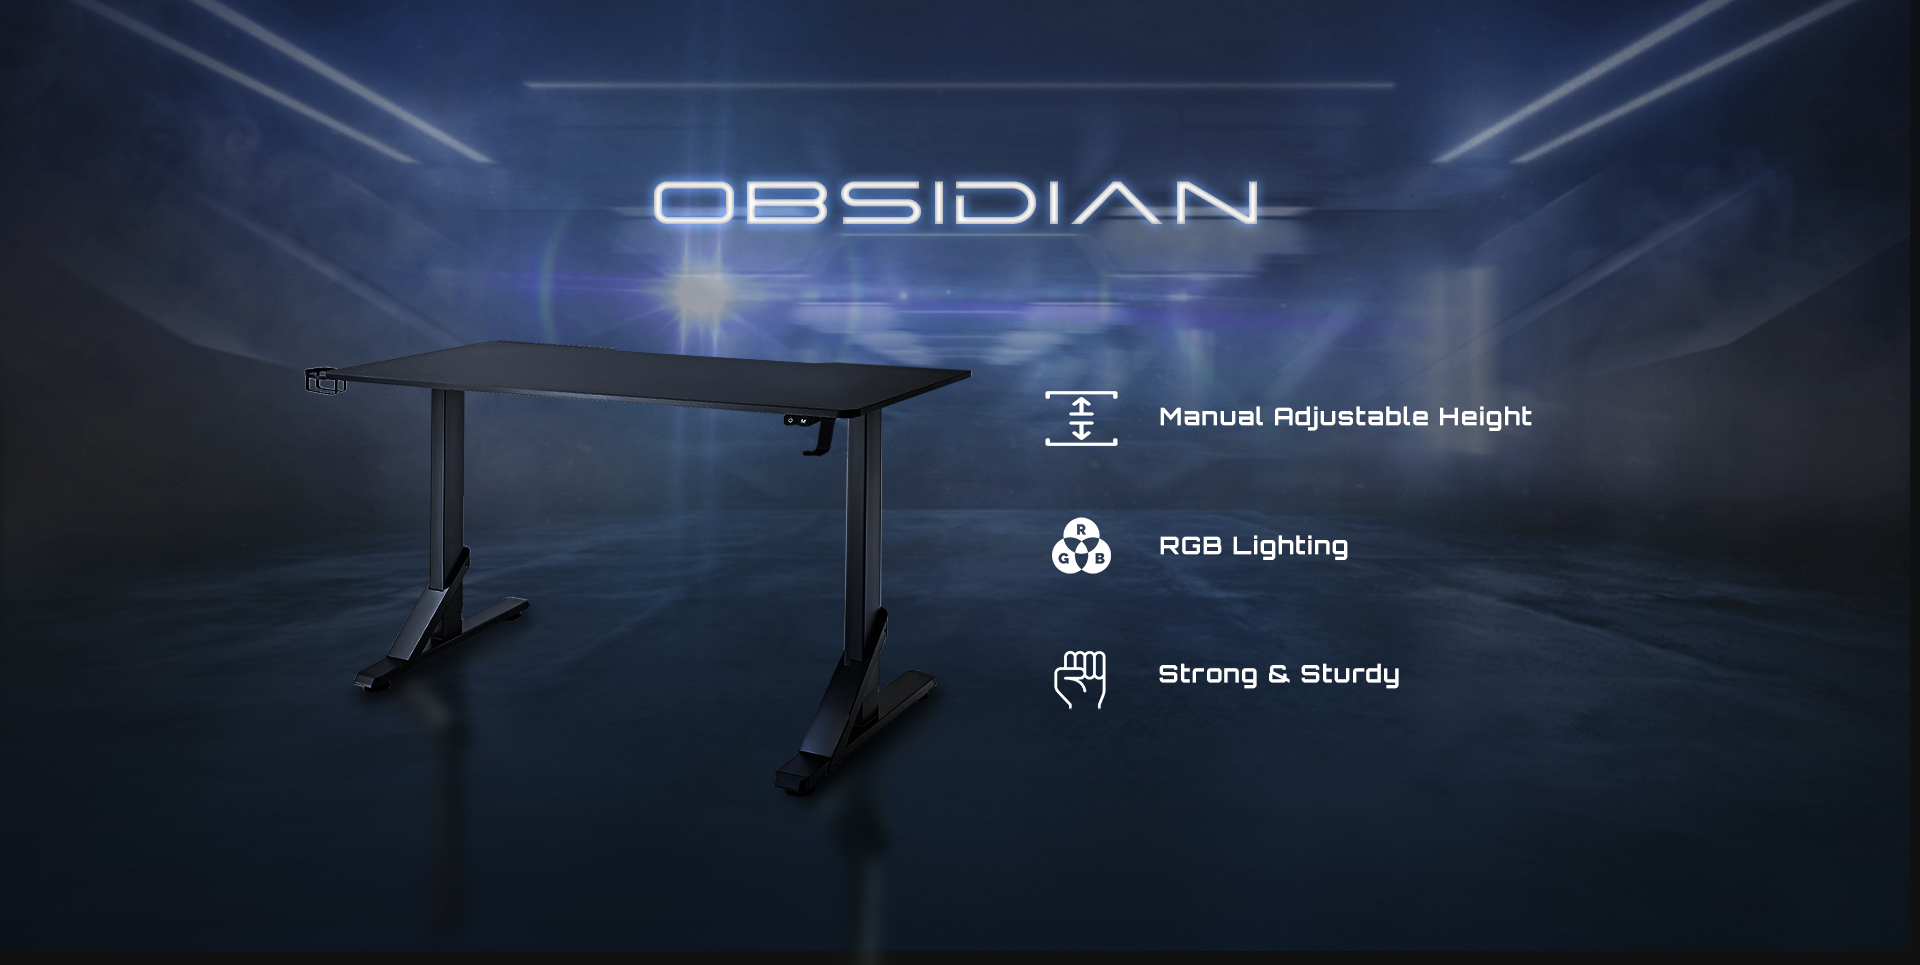 OBSIDIAN
Manual Adjustable Height
R
G B
RGB Lighting
Strong & Sturdy